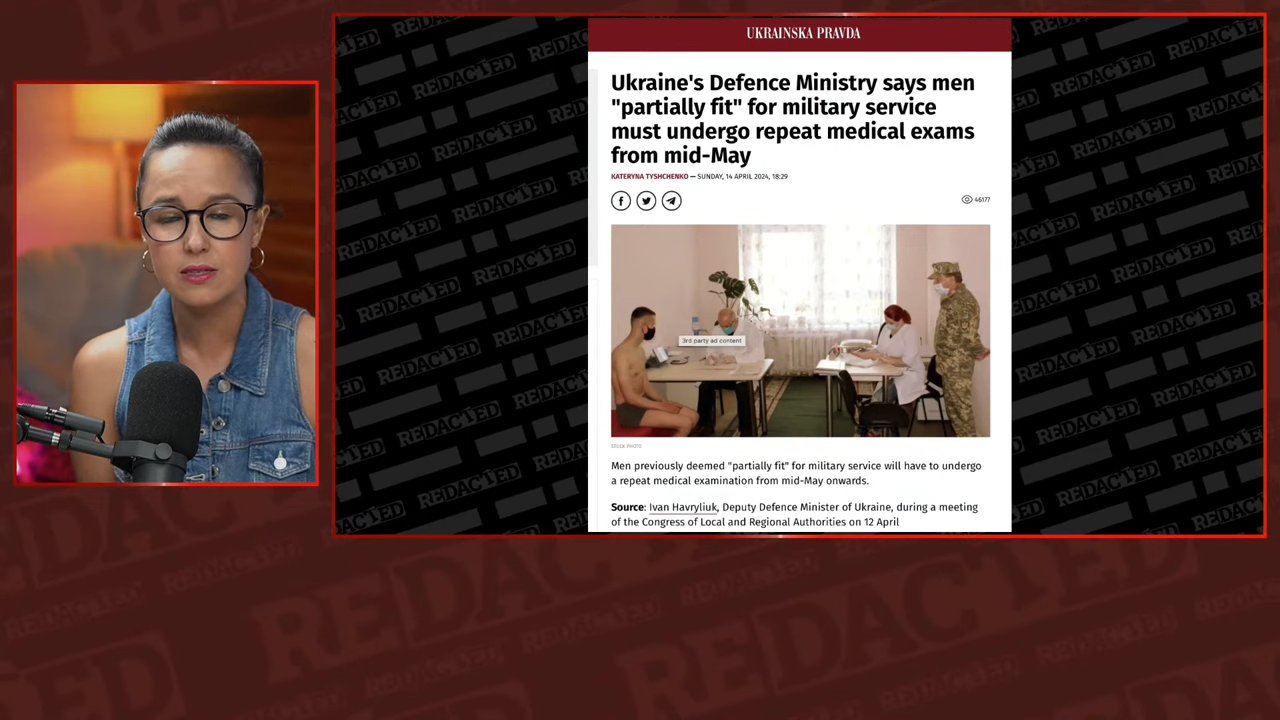 UKRAINSKA PRAVDA
Ukraine's Defence Ministry says men
"partially fit" for military service
must undergo repeat medical exams
from mid-May
KATERYNA TYSHCHENKO — SUNDAY, 14 APRIL 2024, 18:29
46177
3rd party ad content
STOCK PHOTO
Men previously deemed "partially fit" for military service will have to undergo
a repeat medical examination from mid-May onwards.
Source: Ivan Havryliuk, Deputy Defence Minister of Ukraine, during a meeting
of the Congress of Local and Regional Authorities on 12 April
REDACTED